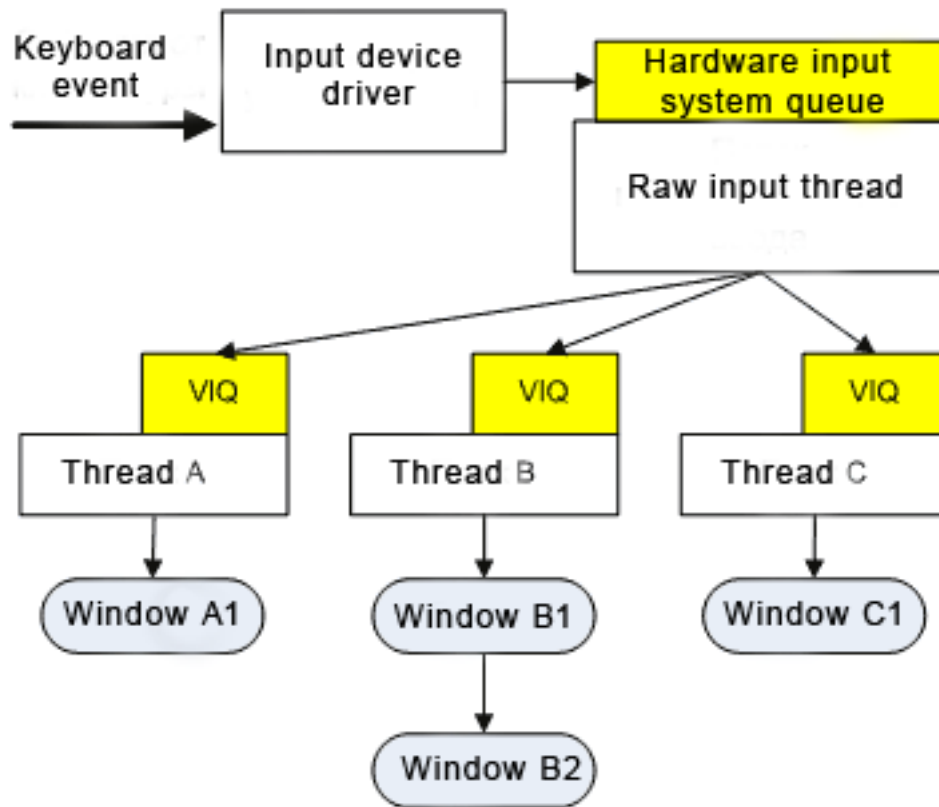 Keyboard
event
Input device
driver
Hardware input
system queue
Raw input thread
VIQ
VIQ
VIQ
Thread A
Thread B
Thread C
Window A1
Window B1
Window C1
Window B2